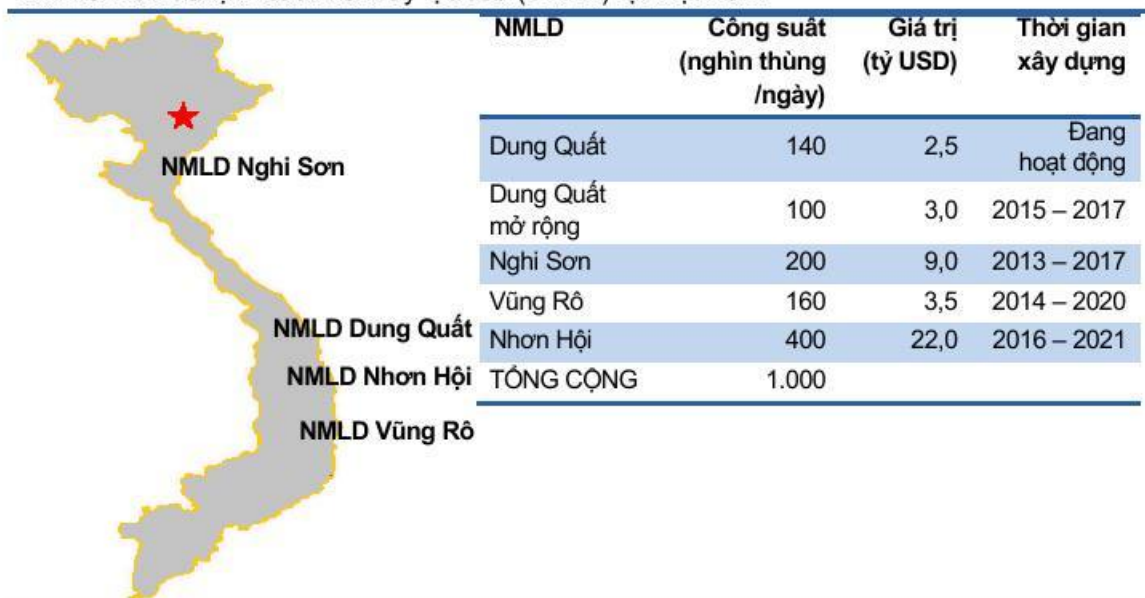 NMLD Công suất Giá trị Thời gian
(nghìn thùng (tỷ USD) xây dựng
/ngày)
Dung Quất 140 2,5 Đang
hoạt động
Dung Quất
mở rộng 100 3,0 2015 – 2017
Nghi Sơn 200 9,0 2013 – 2017
Vũng Rô 160 3,5 2014 – 2020
Nhơn Hội 400 22,0 2016 – 2021
TỔNG CỘNG 1.000
NMLD Nghi Sơn
NMLD Dung Quất
NMLD Nhơn Hội
NMLD Vũng Rô